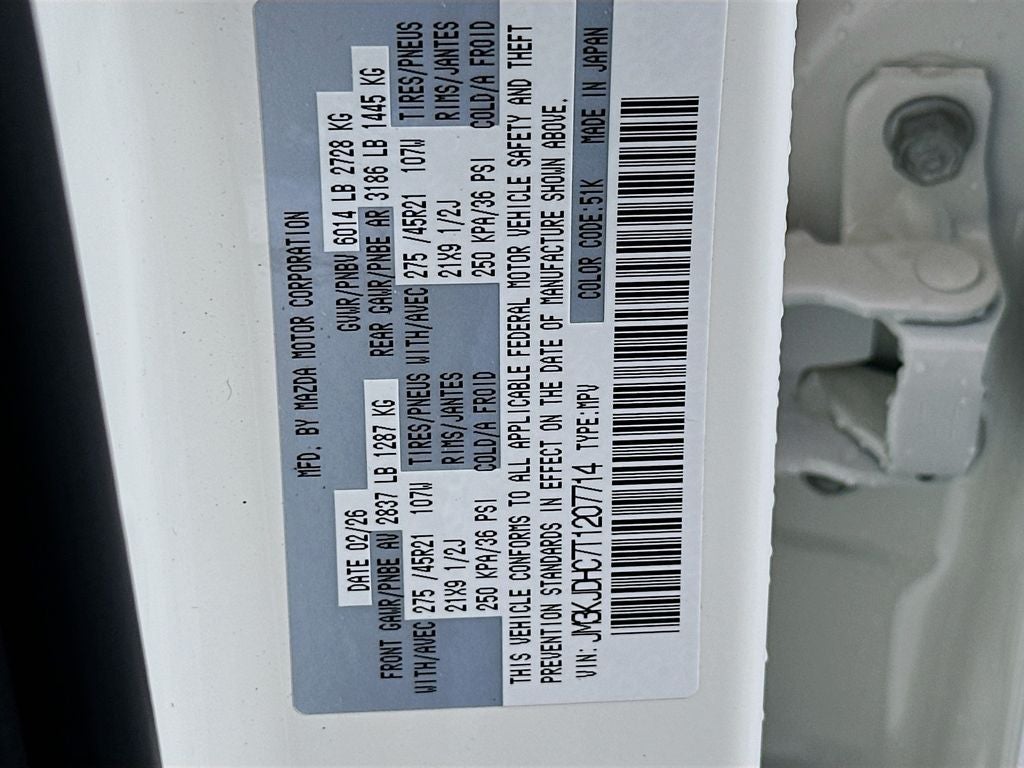 MFD. BY MAZDA MOTOR CORPORATION
DATE 02/26 GVWR/PNBV 6014 LB 2728 KG
FRONT GAWR/PNBE AV 2837 LB 1287 KG REAR GAWR/PNBE AR 3186 LB 1445 KG
WITH/AVEC 275 /45R21 107W TIRES/PNEUS WITH/AVEC 275 /45R21 107W TIRES/PNEUS
21X9 1/2J RIMS/JANTES 21X9 1/2J RIMS/JANTES
250 KPA/36 PSI COLD/A FROID 250 KPA/36 PSI COLD/A FROID
THIS VEHICLE CONFORMS TO ALL APPLICABLE FEDERAL MOTOR VEHICLE SAFETY AND THEFT
PREVENTION STANDARDS IN EFFECT ON THE DATE OF MANUFACTURE SHOWN ABOVE.
VIN: JM3KJDHC7T1207714 TYPE:MPV COLOR CODE:51K MADE IN JAPAN